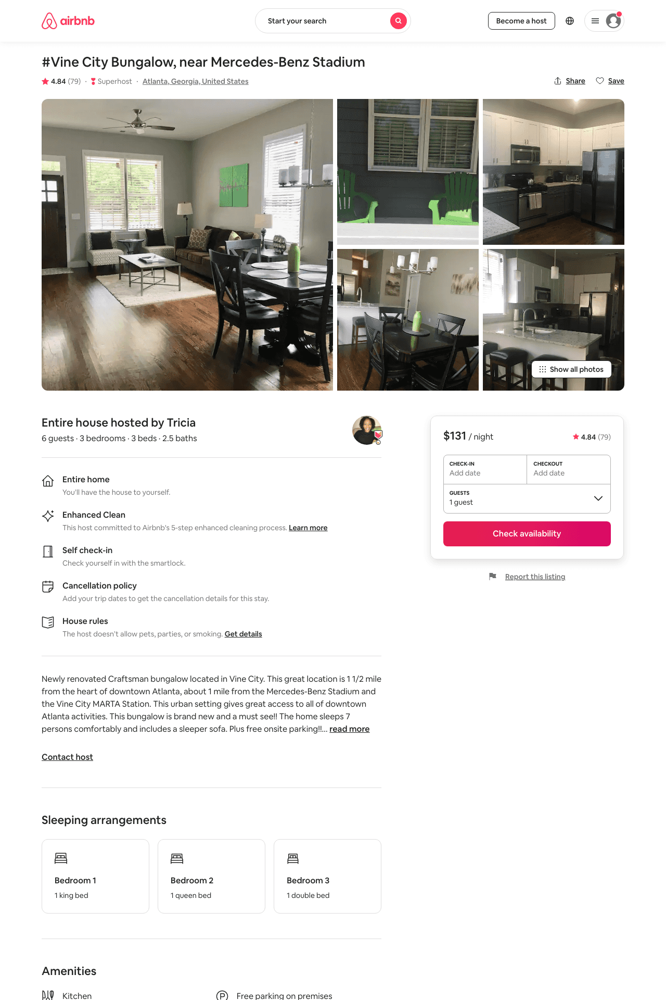 airbnb
Start your search
Become a host
#Vine City Bungalow, near Mercedes-Benz Stadium
4.84 (79) · Superhost · Atlanta, Georgia, United States
Share
Save
Show all photos
Entire house hosted by Tricia
6 guests · 3 bedrooms · 3 beds · 2.5 baths
$131 / night
4.84 (79)
CHECK-IN
Add date
CHECKOUT
Add date
GUESTS
1 guest
Check availability
Report this listing
Entire home
You’ll have the house to yourself.
Enhanced Clean
This host committed to Airbnb's 5-step enhanced cleaning process. Learn more
Self check-in
Check yourself in with the smartlock.
Cancellation policy
Add your trip dates to get the cancellation details for this stay.
House rules
The host doesn’t allow pets, parties, or smoking. Get details
Newly renovated Craftsman bungalow located in Vine City. This great location is 1 1/2 mile
from the heart of downtown Atlanta, about 1 mile from the Mercedes-Benz Stadium and
the Vine City MARTA Station. This urban setting gives great access to all of downtown
Atlanta activities. This bungalow is brand new and a must see!! The home sleeps 7
persons comfortably and includes a sleeper sofa. Plus free onsite parking!!... read more
Contact host
Sleeping arrangements
Bedroom 1
1 king bed
Bedroom 2
1 queen bed
Bedroom 3
1 double bed
Amenities
Kitchen
Free parking on premises